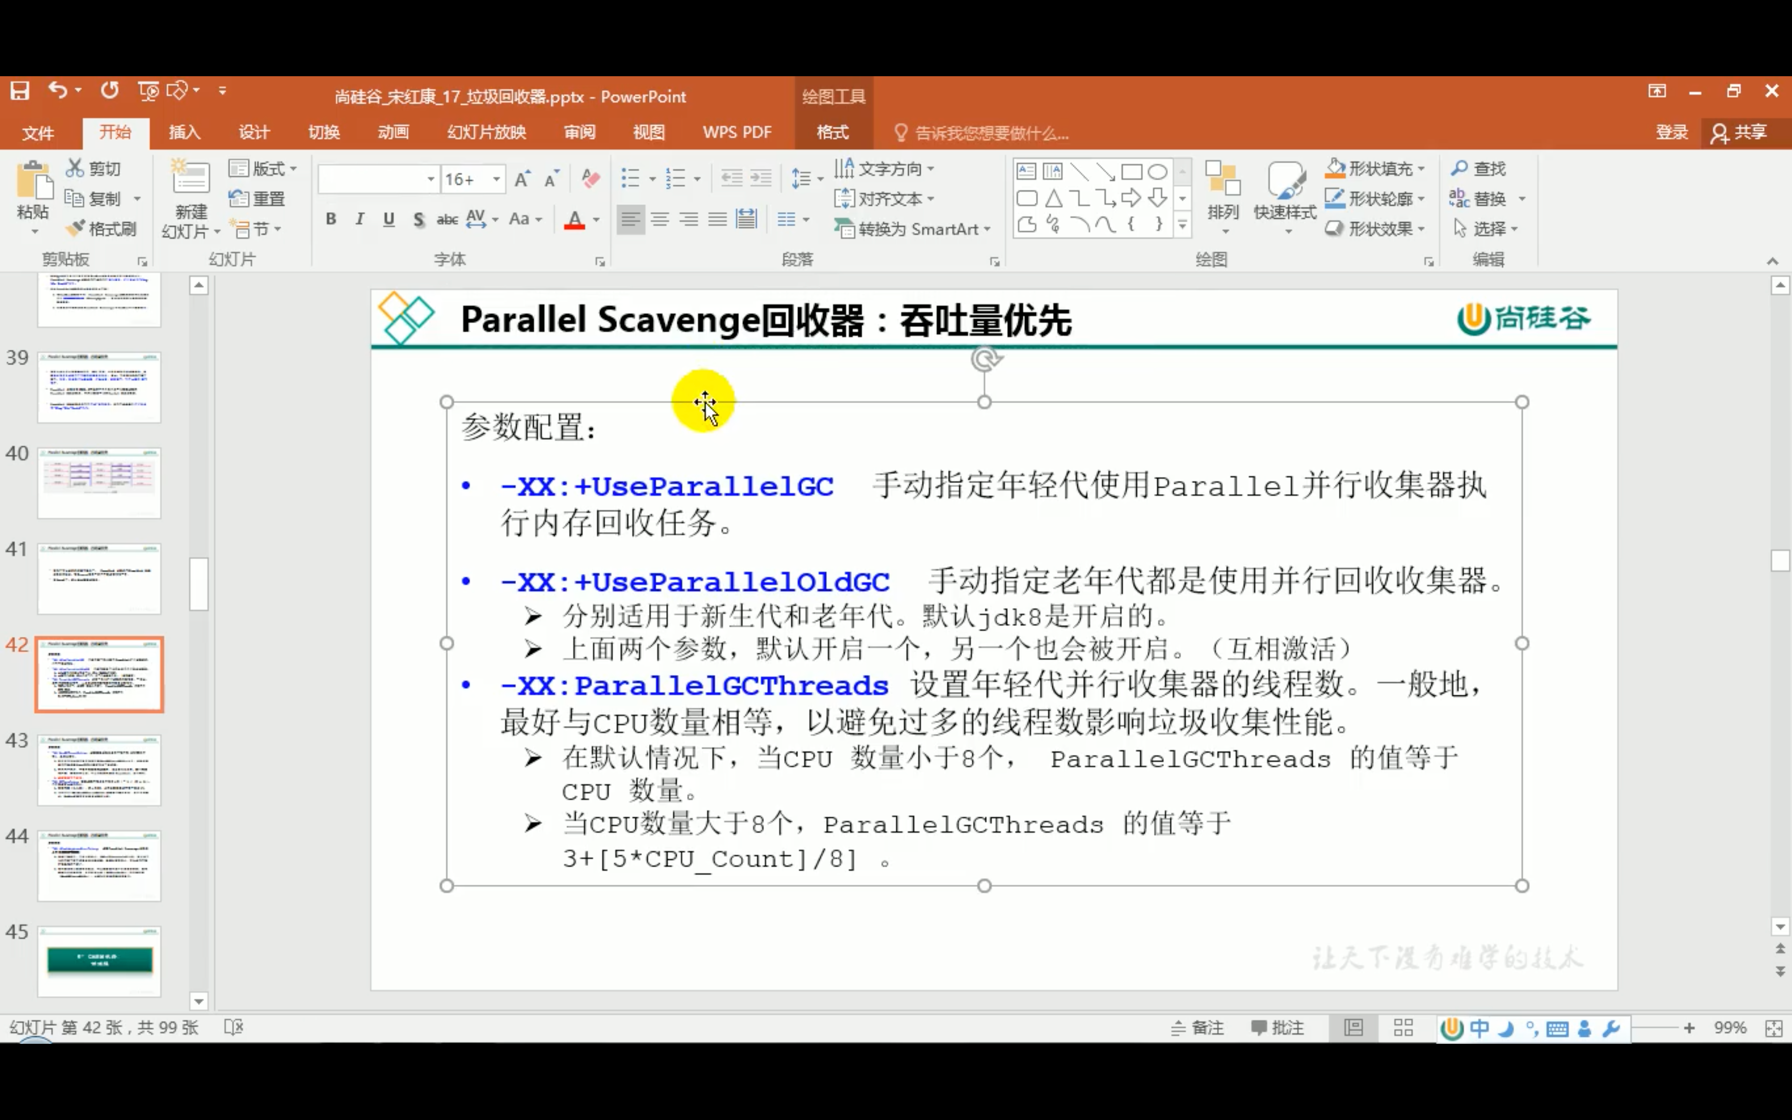 尚硅谷_宋红康_17_垃圾回收器.pptx - PowerPoint
绘图工具
文件 开始 插入 设计 切换 动画 幻灯片放映 审阅 视图 WPS PDF 格式 告诉我您想要做什么... 登录 共享
粘贴 剪切 复制 格式刷 剪贴板
新建 幻灯片 版式 重置 节 幻灯片
16+ B I U S abc AV Aa A 字体
文字方向 对齐文本 转换为 SmartArt 段落
排列 快速样式 形状填充 形状轮廓 形状效果 绘图
查找 替换 选择 编辑
39
40
41
42
43
44
45
Parallel Scavenge回收器：吞吐量优先
尚硅谷
参数配置：
• -XX:+UseParallelGC 手动指定年轻代使用Parallel并行收集器执
行内存回收任务。
• -XX:+UseParallelOldGC 手动指定老年代都是使用并行回收收集器。
➢ 分别适用于新生代和老年代。默认jdk8是开启的。
➢ 上面两个参数，默认开启一个，另一个也会被开启。（互相激活）
• -XX:ParallelGCThreads 设置年轻代并行收集器的线程数。一般地，
最好与CPU数量相等，以避免过多的线程数影响垃圾收集性能。
➢ 在默认情况下，当CPU 数量小于8个， ParallelGCThreads 的值等于
CPU 数量。
➢ 当CPU数量大于8个，ParallelGCThreads 的值等于
3+[5*CPU_Count]/8] 。
让天下没有难学的技术
幻灯片 第 42 张，共 99 张
备注 批注 中 99%